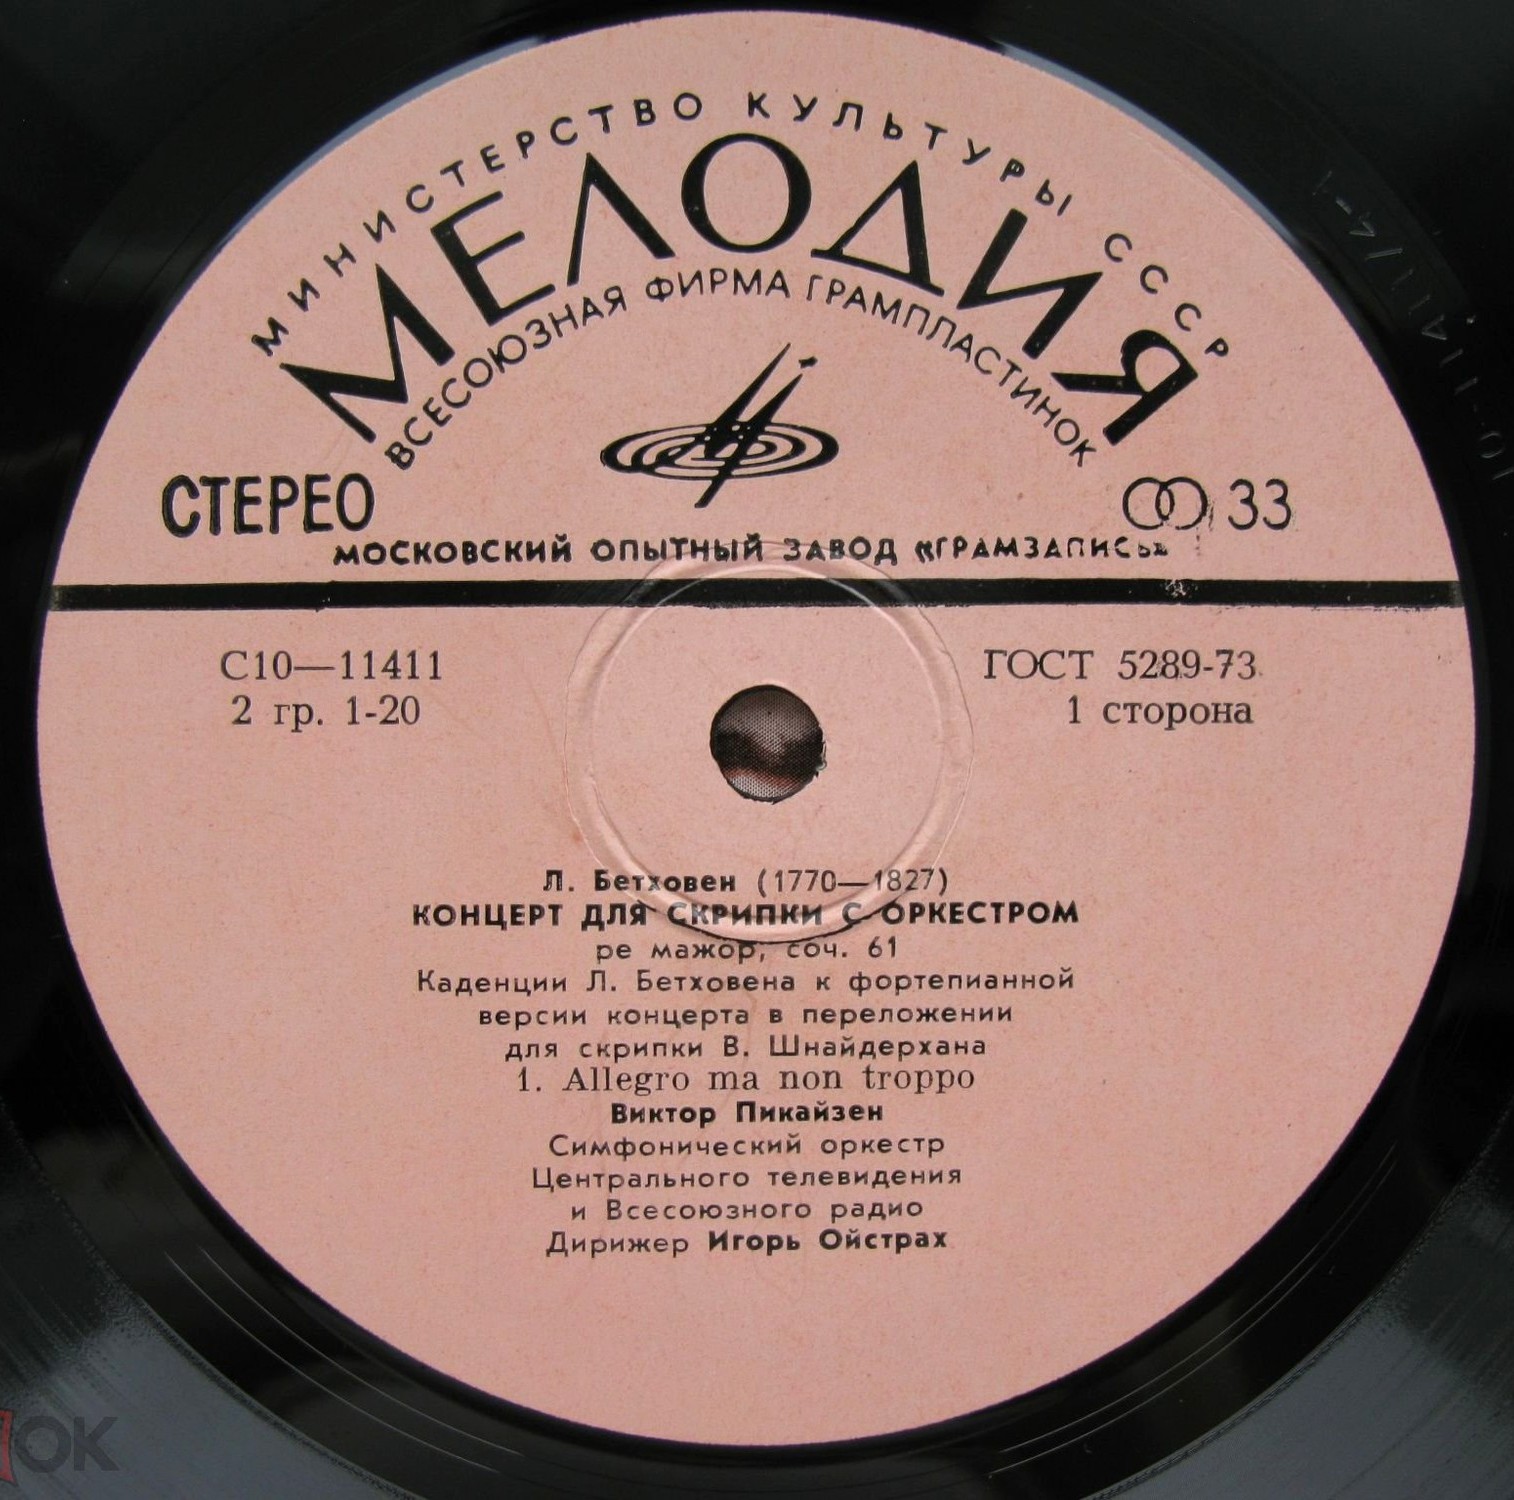 МИНИСТЕРСТВО КУЛЬТУРЫ СССР
МЕЛОДИЯ
ВСЕСОЮЗНАЯ ФИРМА ГРАМПЛАСТИНОК
СТЕРЕО
33
МОСКОВСКИЙ ОПЫТНЫЙ ЗАВОД «ГРАМЗАПИСЬ»
С10—11411
ГОСТ 5289-73
2 гр. 1-20
1 сторона
Л. Бетховен (1770—1827)
КОНЦЕРТ ДЛЯ СКРИПКИ С ОРКЕСТРОМ
ре мажор, соч. 61
Каденции Л. Бетховена к фортепианной
версии концерта в переложении
для скрипки В. Шнайдерхана
1. Allegro ma non troppo
Виктор Пикайзен
Симфонический оркестр
Центрального телевидения
и Всесоюзного радио
Дирижер Игорь Ойстрах